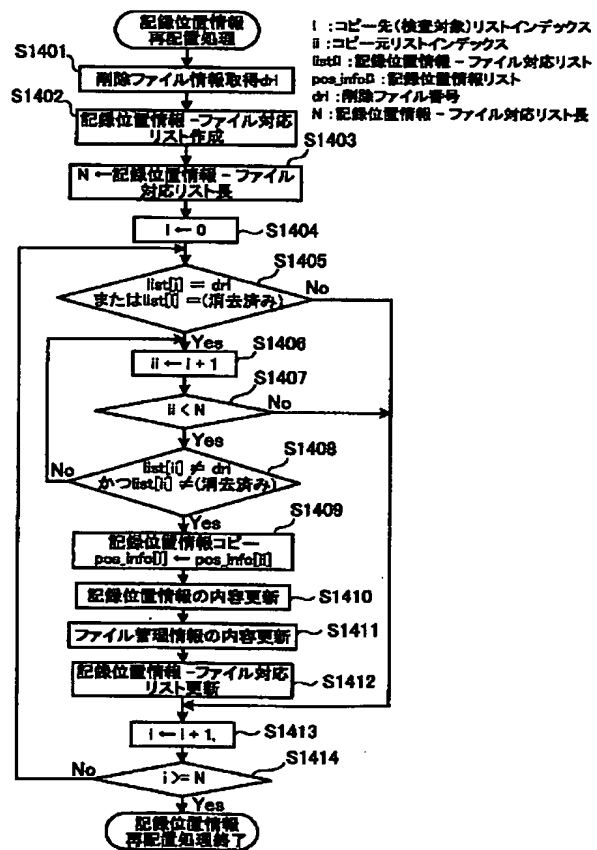 記録位置情報
再配置処理
i :コピー先(検査対象)リストインデックス
ii :コピー元リストインデックス
list[] :記録位置情報－ファイル対応リスト
pos_info[] :記録位置情報リスト
drl :削除ファイル番号
N :記録位置情報－ファイル対応リスト長
S1401
削除ファイル情報取得drl
S1402
記録位置情報－ファイル対応
リスト作成
S1403
N ← 記録位置情報－ファイル
対応リスト長
i ← 0
S1404
S1405
list[i] = drl
またはlist[i] =(消去済み)
No
Yes
S1406
ii ← i + 1
S1407
ii < N
No
Yes
S1408
list[ii] ≠ drl
かつlist[ii] ≠(消去済み)
No
Yes
S1409
記録位置情報コピー
pos_info[i] ← pos_info[ii]
記録位置情報の内容更新
S1410
ファイル管理情報の内容更新
S1411
記録位置情報－ファイル対応
リスト更新
S1412
i ← i + 1,
S1413
S1414
i >= N
No
Yes
記録位置情報
再配置処理終了